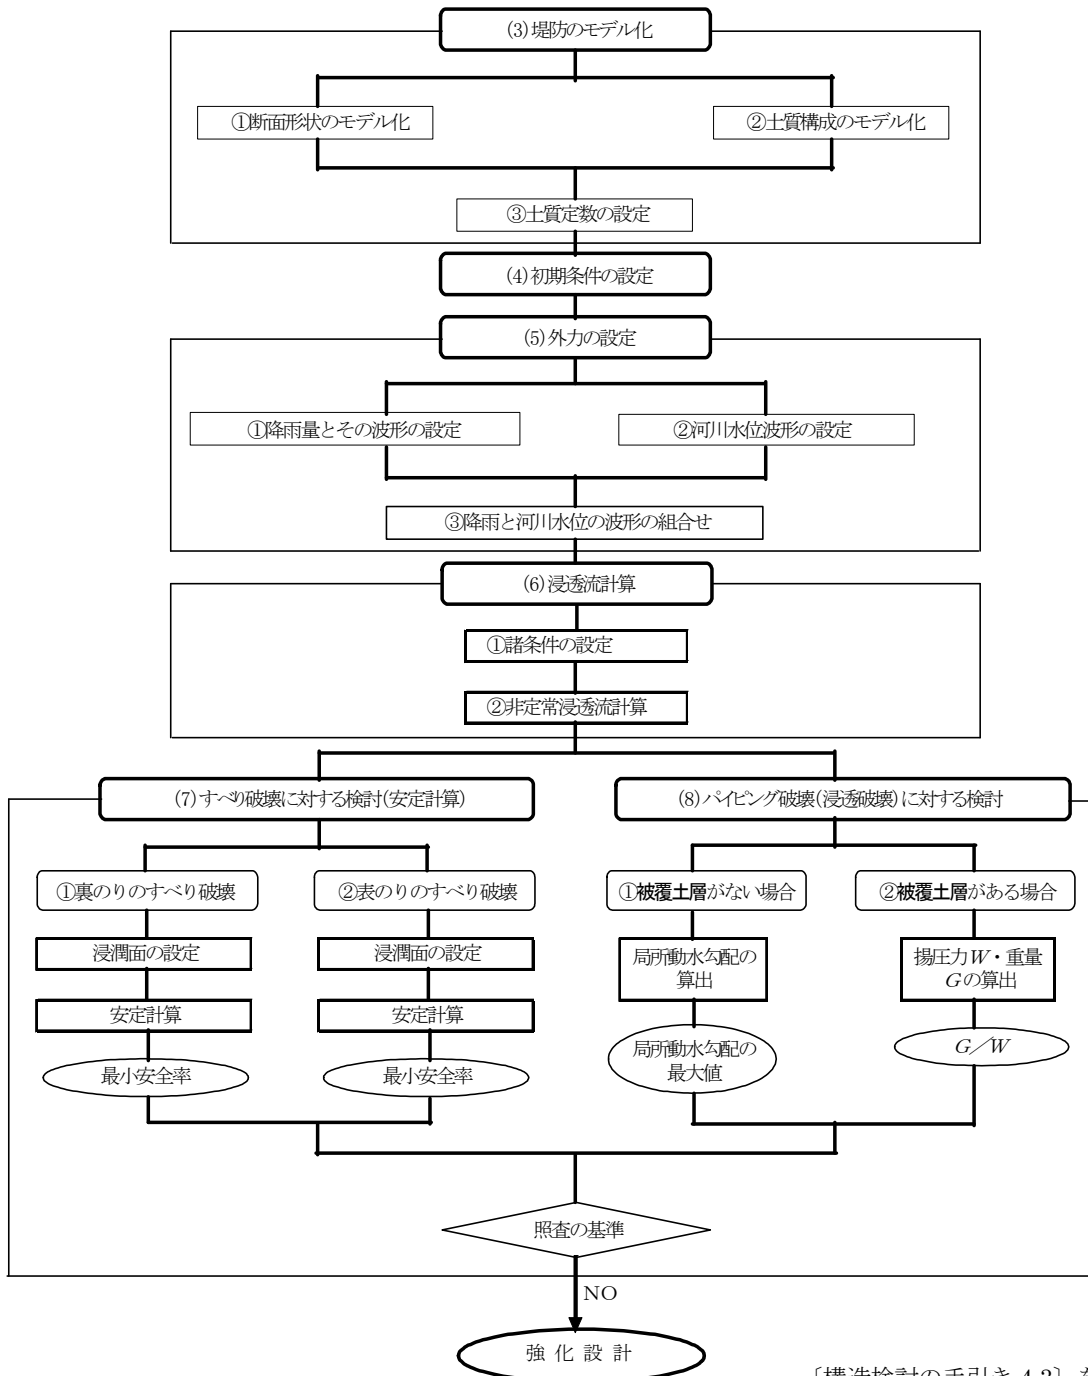 (3)堤防のモデル化
①断面形状のモデル化
②土質構成のモデル化
③土質定数の設定
(4)初期条件の設定
(5)外力の設定
①降雨量とその波形の設定
②河川水位波形の設定
③降雨と河川水位の波形の組合せ
(6)浸透流計算
①諸条件の設定
②非定常浸透流計算
(7)すべり破壊に対する検討(安定計算)
(8)パイピング破壊(浸透破壊)に対する検討
①裏のりのすべり破壊
②表のりのすべり破壊
①被覆土層がない場合
②被覆土層がある場合
浸潤面の設定
浸潤面の設定
局所動水勾配の
算出
揚圧力W・重量
Gの算出
安定計算
安定計算
最小安全率
最小安全率
局所動水勾配の
最大値
G/W
照査の基準
NO
強 化 設 計
〔構造検討の手引き 4.2〕